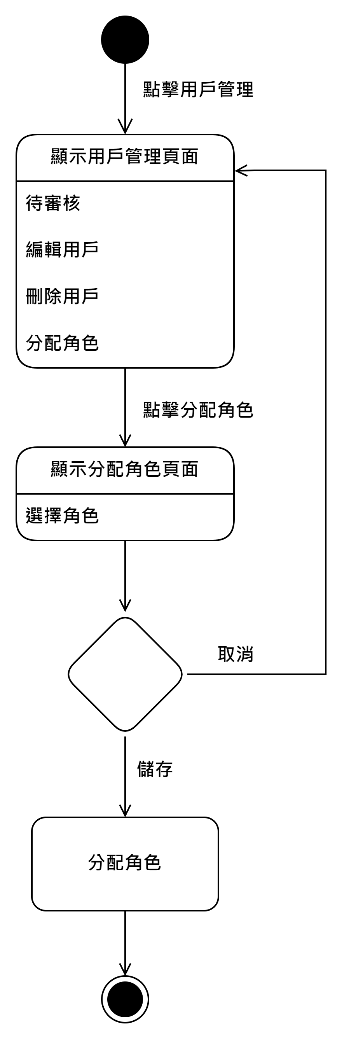 點擊用戶管理
顯示用戶管理頁面
待審核
編輯用戶
刪除用戶
分配角色
點擊分配角色
顯示分配角色頁面
選擇角色
取消
儲存
分配角色